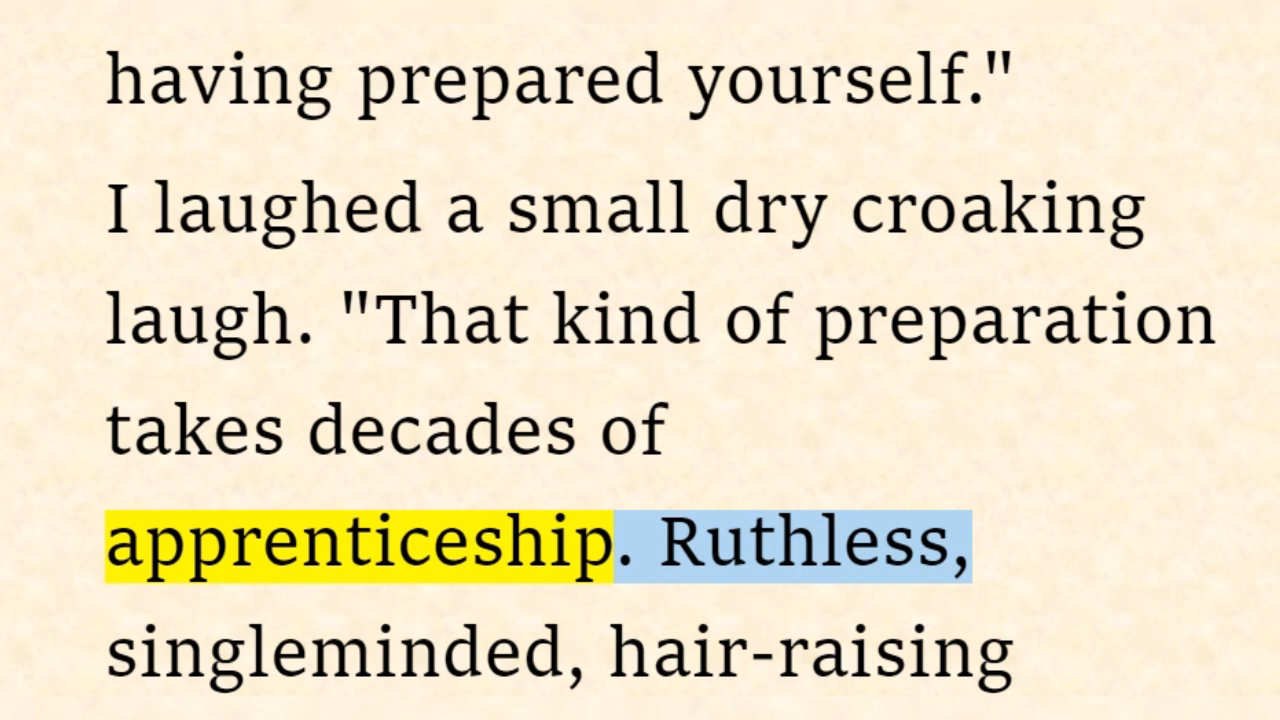 having prepared yourself."
I laughed a small dry croaking
laugh. "That kind of preparation
takes decades of
apprenticeship. Ruthless,
singleminded, hair-raising